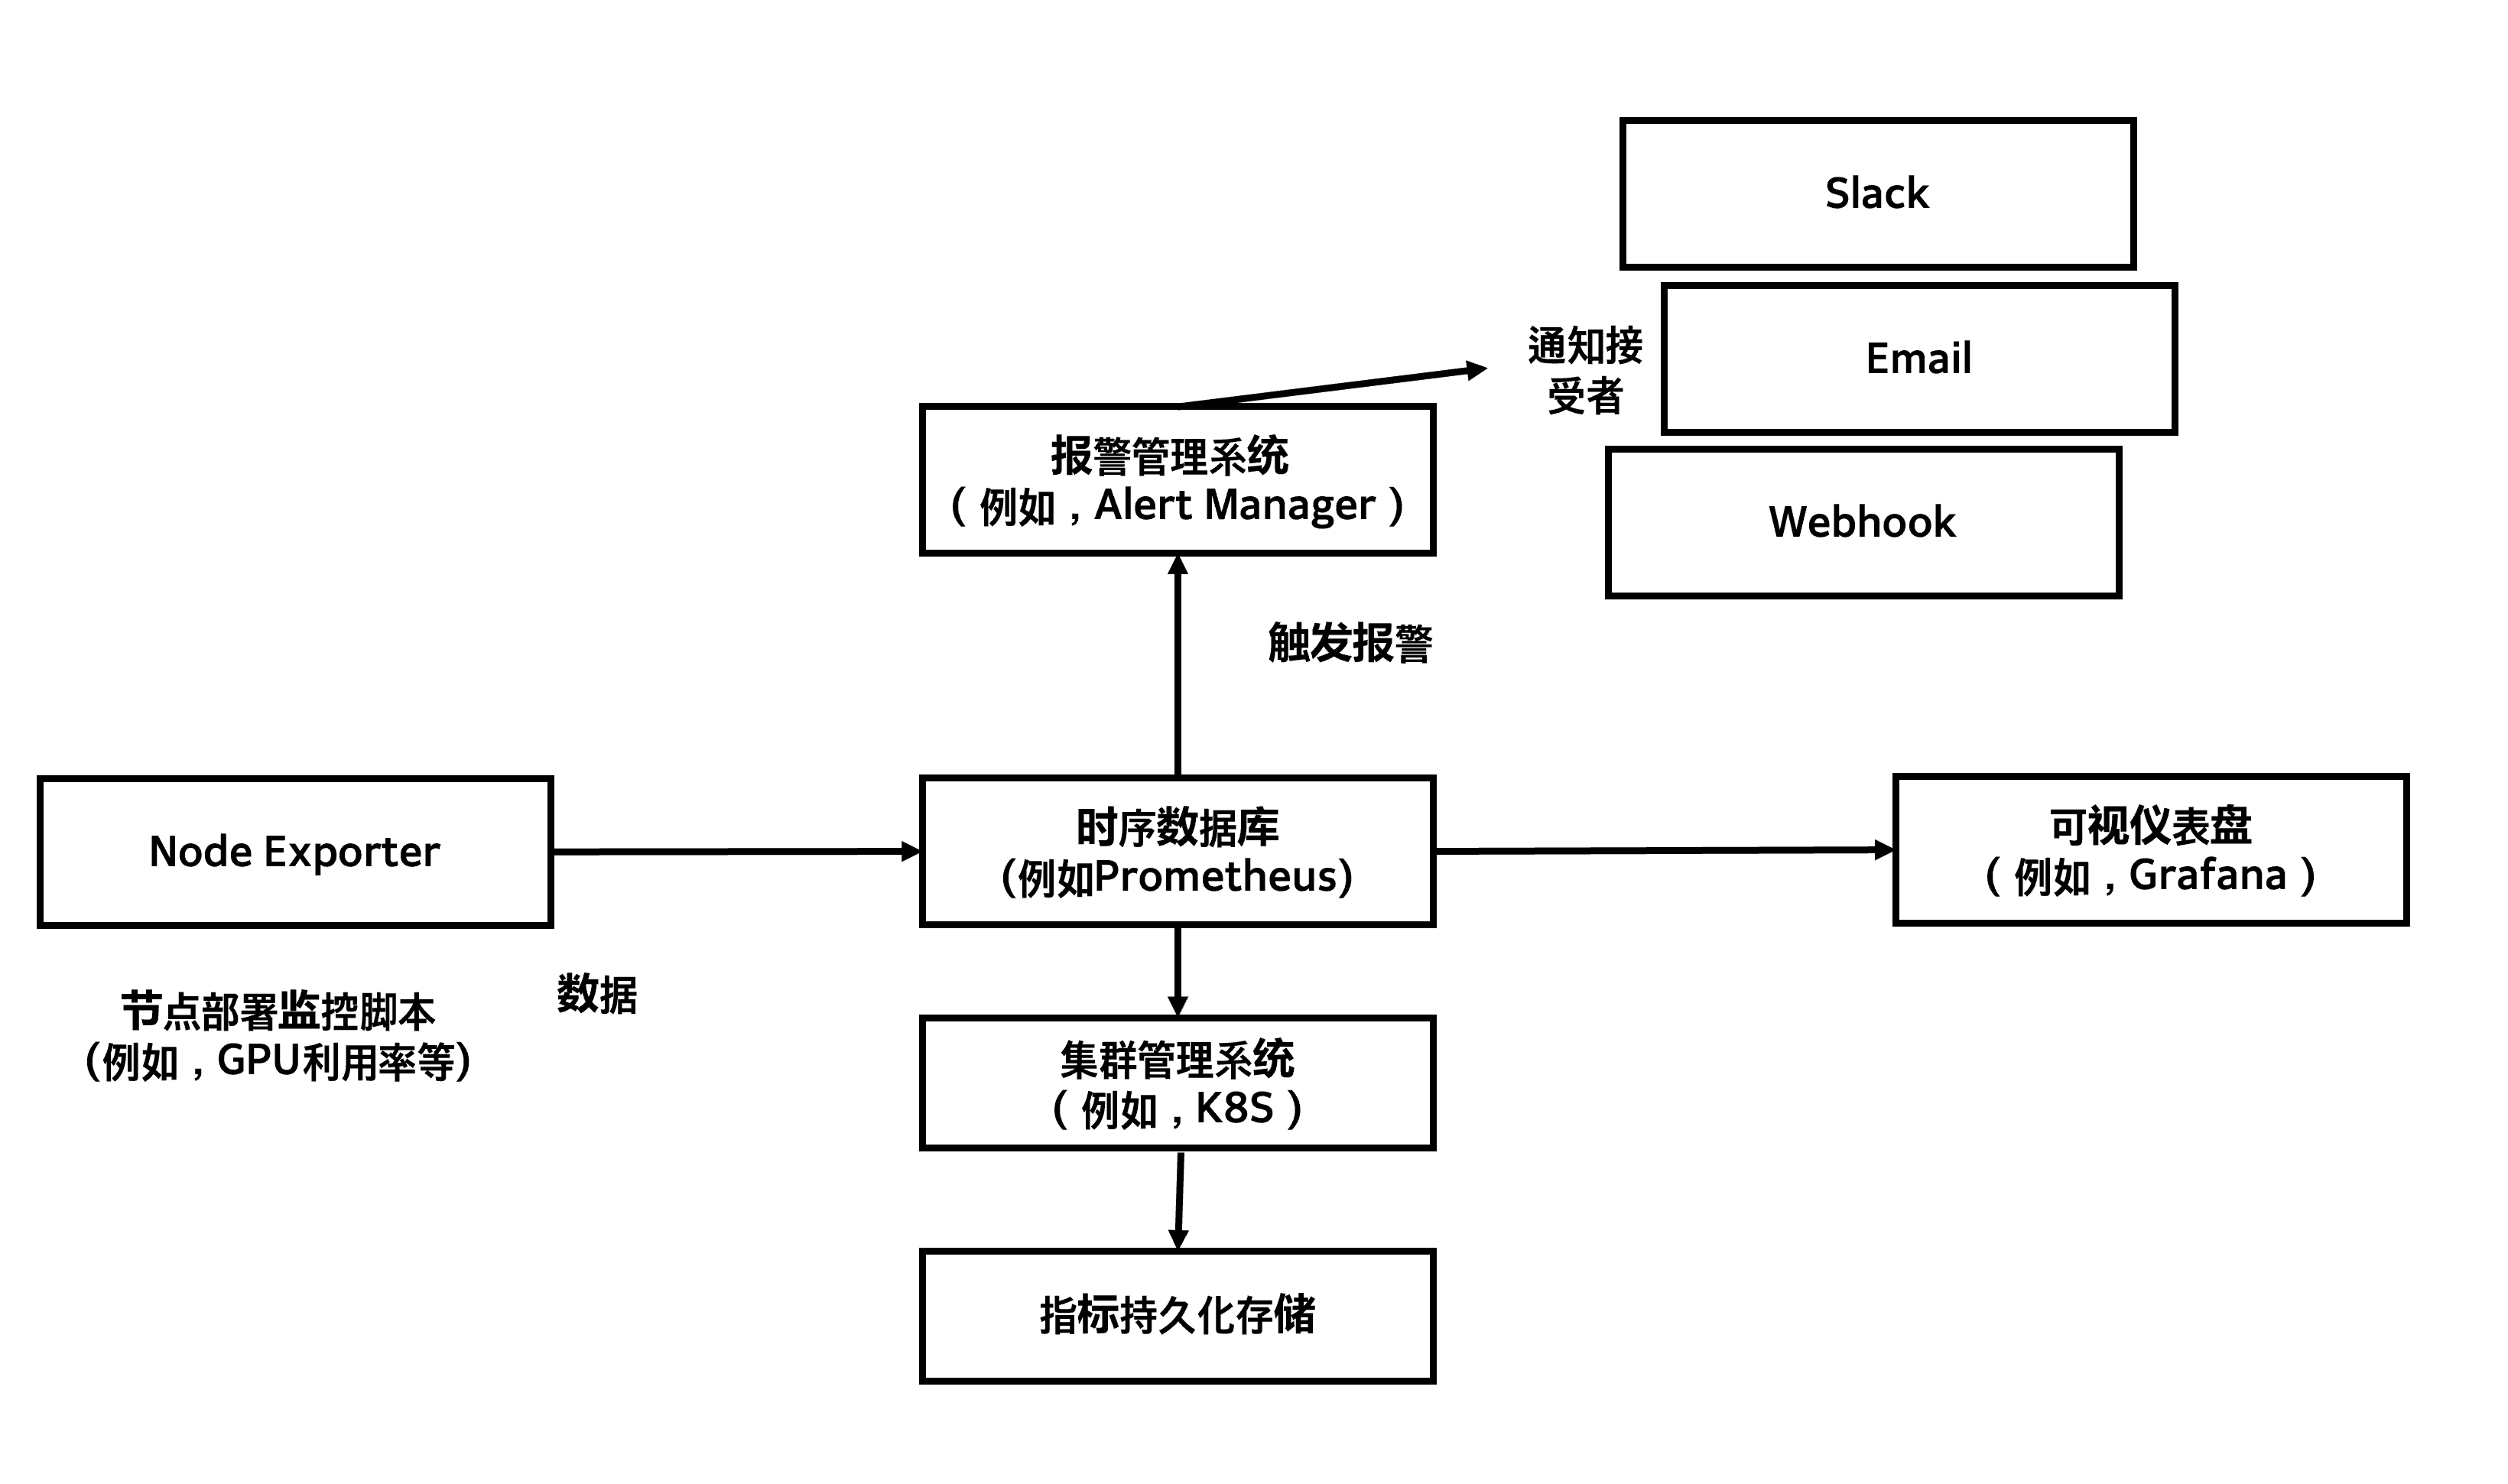 Slack
Email
Webhook
通知接
受者
报警管理系统
（例如，Alert Manager）
触发报警
Node Exporter
节点部署监控脚本
(例如，GPU利用率等)
数据
时序数据库
(例如Prometheus)
可视仪表盘
（例如，Grafana）
集群管理系统
（例如，K8S）
指标持久化存储